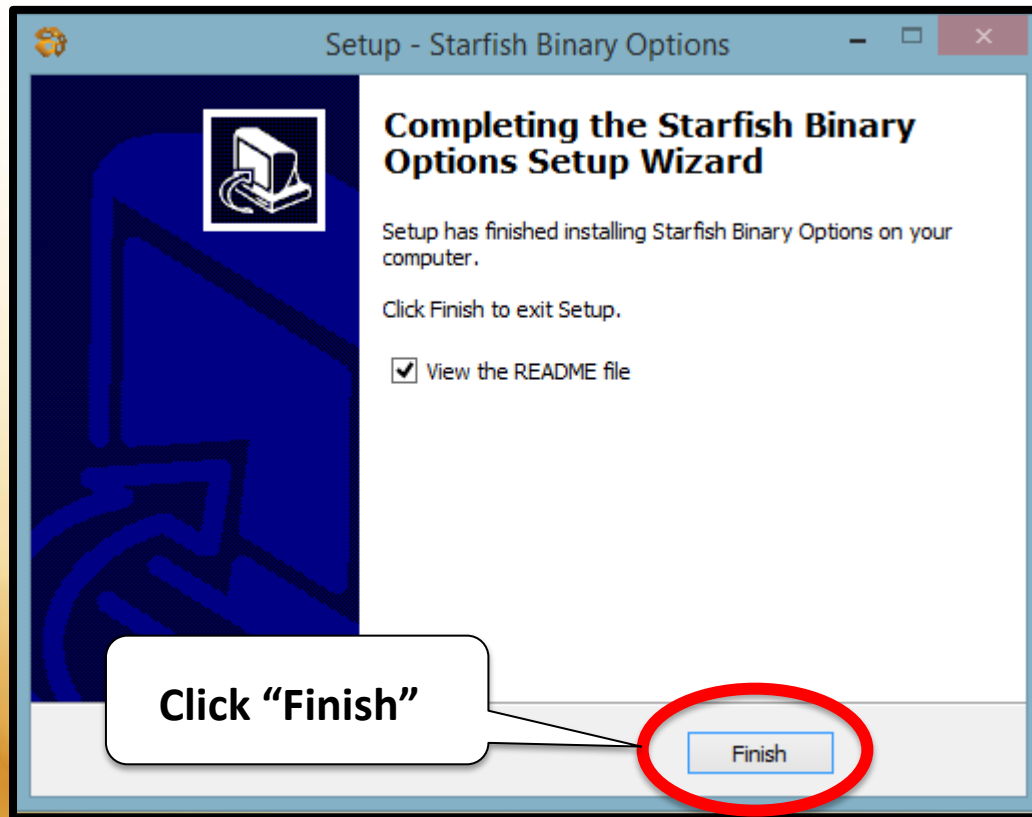 Setup - Starfish Binary Options
Completing the Starfish Binary
Options Setup Wizard
Setup has finished installing Starfish Binary Options on your
computer.
Click Finish to exit Setup.
View the README file
Click “Finish”
Finish